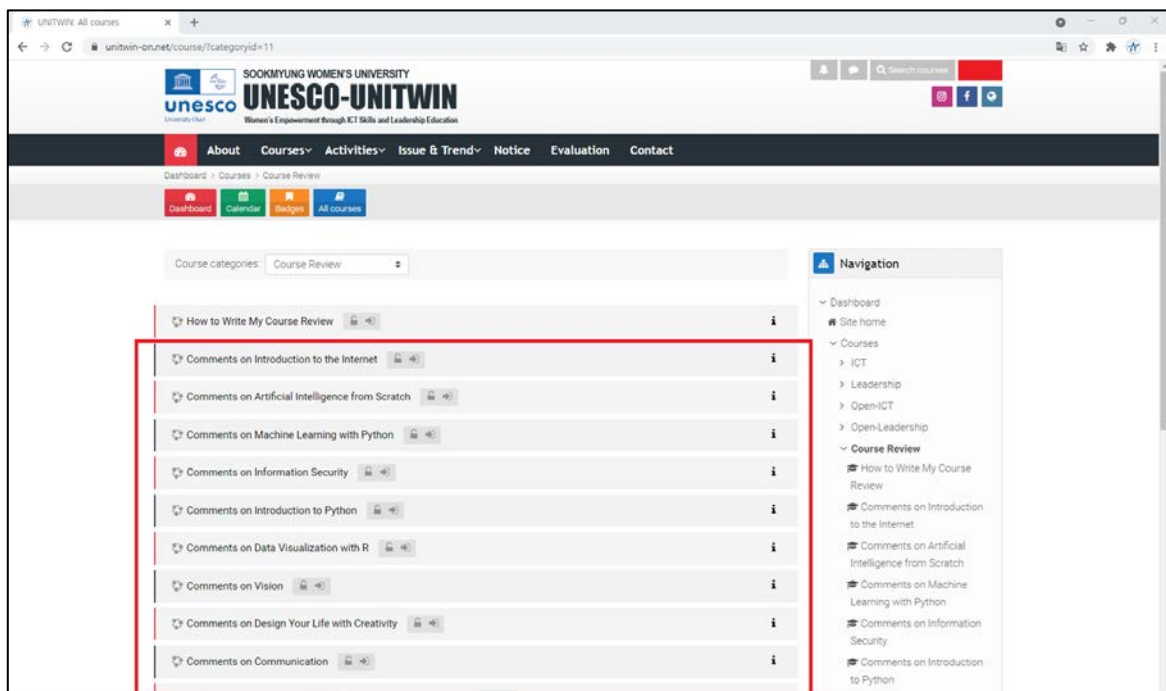 UNITWIN: All courses
unitwin-on.net/course/?categoryid=11
SOOKMYUNG WOMEN'S UNIVERSITY
unesco UNESCO-UNITWIN
University Chair
Women's Empowerment through ICT Skills and Leadership Education
Search courses
About Courses Activities Issue & Trend Notice Evaluation Contact
Dashboard > Courses > Course Review
Dashboard Calendar Badges All courses
Course categories: Course Review
How to Write My Course Review
Comments on Introduction to the Internet
Comments on Artificial Intelligence from Scratch
Comments on Machine Learning with Python
Comments on Information Security
Comments on Introduction to Python
Comments on Data Visualization with R
Comments on Vision
Comments on Design Your Life with Creativity
Comments on Communication
Navigation
Dashboard
Site home
Courses
ICT
Leadership
Open-ICT
Open-Leadership
Course Review
How to Write My Course
Review
Comments on Introduction
to the Internet
Comments on Artificial
Intelligence from Scratch
Comments on Machine
Learning with Python
Comments on Information
Security
Comments on Introduction
to Python